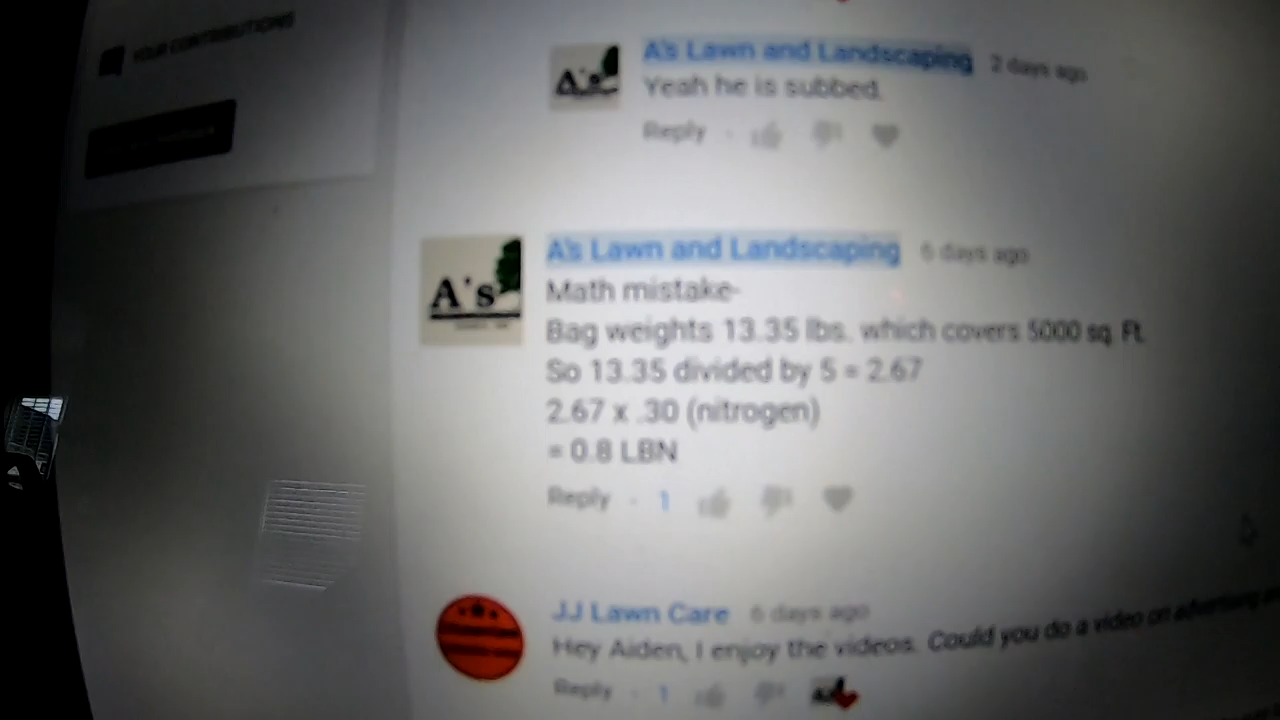 YOUR CONTRIBUTIONS
A's Lawn and Landscaping 2 days ago
Yeah he is subbed.
Reply
A's
A's Lawn and Landscaping 6 days ago
A's
Math mistake-
Bag weights 13.35 lbs. which covers 5000 sq. Ft.
So 13.35 divided by 5 = 2.67
2.67 x .30 (nitrogen)
= 0.8 LBN
Reply · 1
JJ Lawn Care 6 days ago
Hey Aiden, I enjoy the videos. Could you do a video on advertising
Reply · 1